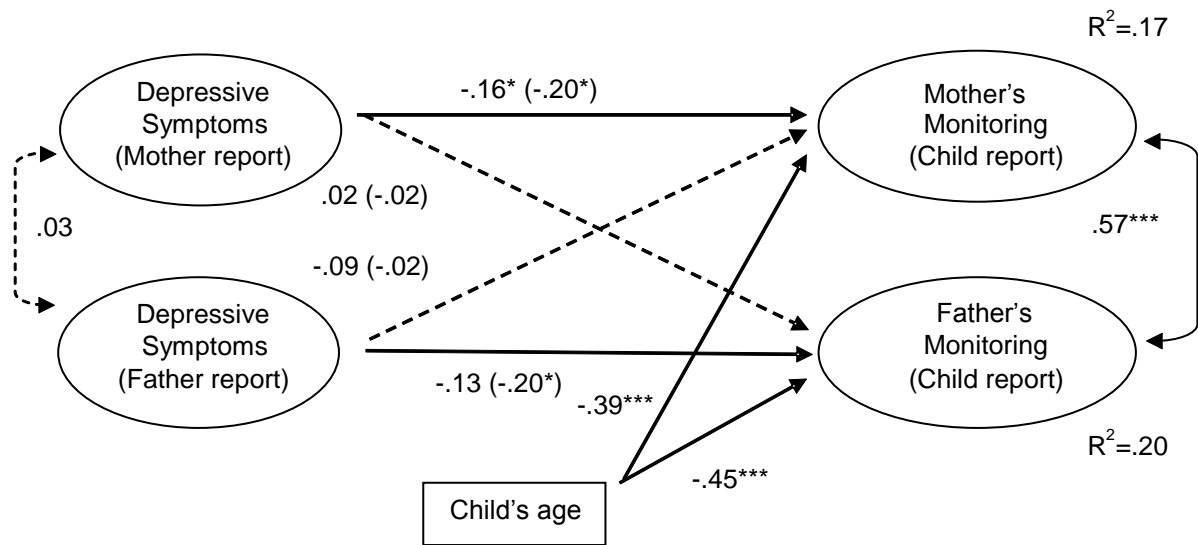 R²=.17
Depressive
Symptoms
(Mother report)
-.16* (-.20*)
Mother's
Monitoring
(Child report)
.02 (-.02)
.03
.57***
-.09 (-.02)
Depressive
Symptoms
(Father report)
Father's
Monitoring
(Child report)
-.13 (-.20*)
-.39***
R²=.20
-.45***
Child's age